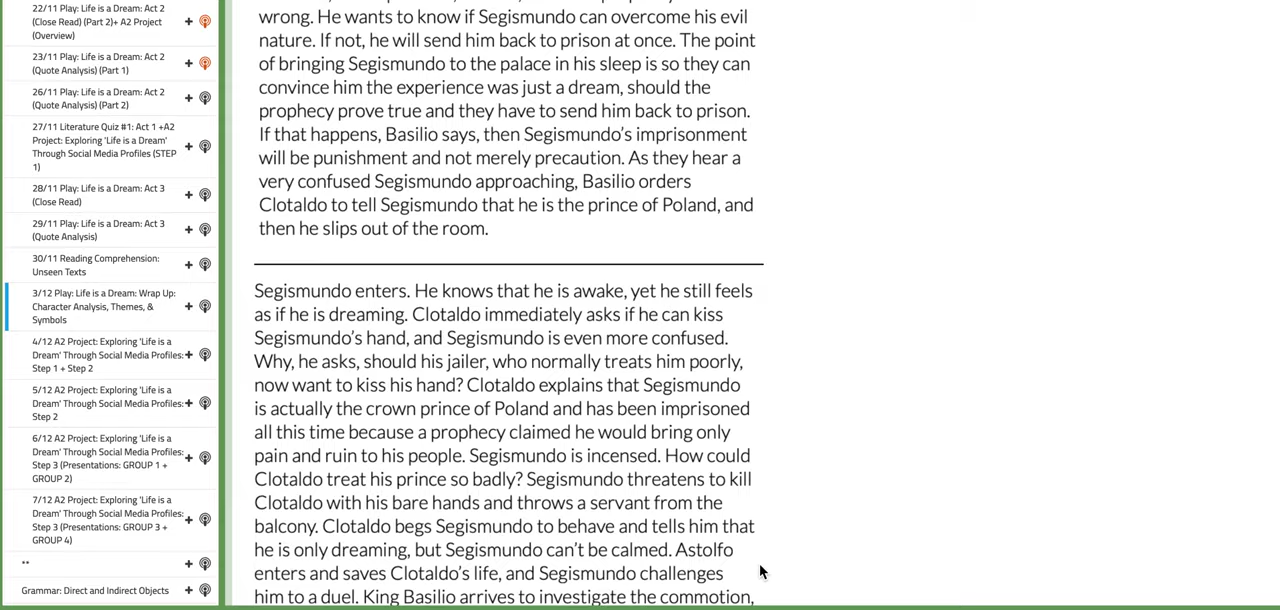 22/11 Play: Life is a Dream: Act 2
(Close Read) (Part 2)+ A2 Project
(Overview)
23/11 Play: Life is a Dream: Act 2
(Quote Analysis) (Part 1)
26/11 Play: Life is a Dream: Act 2
(Quote Analysis) (Part 2)
27/11 Literature Quiz #1: Act 1 +A2
Project: Exploring 'Life is a Dream'
Through Social Media Profiles (STEP
1)
28/11 Play: Life is a Dream: Act 3
(Close Read)
29/11 Play: Life is a Dream: Act 3
(Quote Analysis)
30/11 Reading Comprehension:
Unseen Texts
3/12 Play: Life is a Dream: Wrap Up:
Character Analysis, Themes, &
Symbols
4/12 A2 Project: Exploring 'Life is a
Dream' Through Social Media Profiles:
Step 1 + Step 2
5/12 A2 Project: Exploring 'Life is a
Dream' Through Social Media Profiles:
Step 2
6/12 A2 Project: Exploring 'Life is a
Dream' Through Social Media Profiles:
Step 3 (Presentations: GROUP 1 +
GROUP 2)
7/12 A2 Project: Exploring 'Life is a
Dream' Through Social Media Profiles:
Step 3 (Presentations: GROUP 3 +
GROUP 4)
**
Grammar: Direct and Indirect Objects
wrong. He wants to know if Segismundo can overcome his evil
nature. If not, he will send him back to prison at once. The point
of bringing Segismundo to the palace in his sleep is so they can
convince him the experience was just a dream, should the
prophecy prove true and they have to send him back to prison.
If that happens, Basilio says, then Segismundo's imprisonment
will be punishment and not merely precaution. As they hear a
very confused Segismundo approaching, Basilio orders
Clotaldo to tell Segismundo that he is the prince of Poland, and
then he slips out of the room.
Segismundo enters. He knows that he is awake, yet he still feels
as if he is dreaming. Clotaldo immediately asks if he can kiss
Segismundo's hand, and Segismundo is even more confused.
Why, he asks, should his jailer, who normally treats him poorly,
now want to kiss his hand? Clotaldo explains that Segismundo
is actually the crown prince of Poland and has been imprisoned
all this time because a prophecy claimed he would bring only
pain and ruin to his people. Segismundo is incensed. How could
Clotaldo treat his prince so badly? Segismundo threatens to kill
Clotaldo with his bare hands and throws a servant from the
balcony. Clotaldo begs Segismundo to behave and tells him that
he is only dreaming, but Segismundo can't be calmed. Astolfo
enters and saves Clotaldo's life, and Segismundo challenges
him to a duel. King Basilio arrives to investigate the commotion,